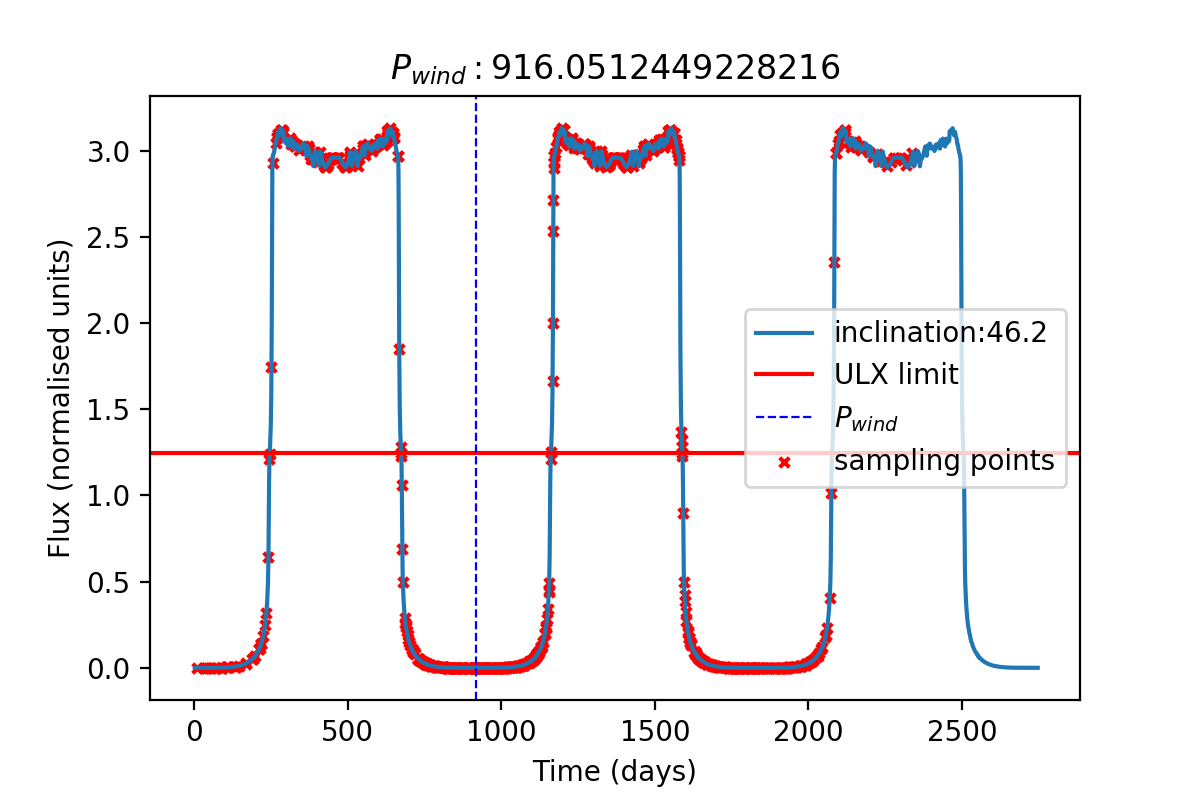 P_wind : 916.0512449228216
Flux (normalised units)
3.0
2.5
2.0
1.5
1.0
0.5
0.0
inclination:46.2
ULX limit
P_wind
sampling points
0 500 1000 1500 2000 2500
Time (days)